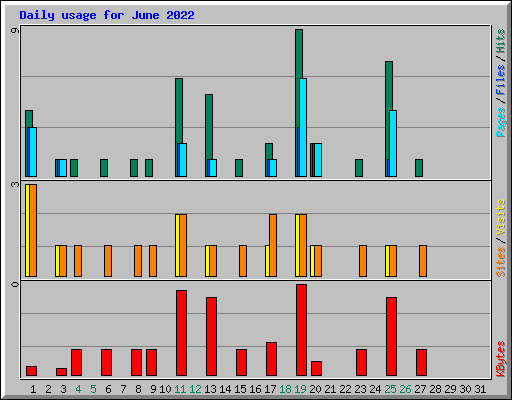 Daily usage for June 2022
9
Pages / Files / Hits
3
Sites / Visits
0
KBytes
1 2 3 4 5 6 7 8 9 10 11 12 13 14 15 16 17 18 19 20 21 22 23 24 25 26 27 28 29 30 31